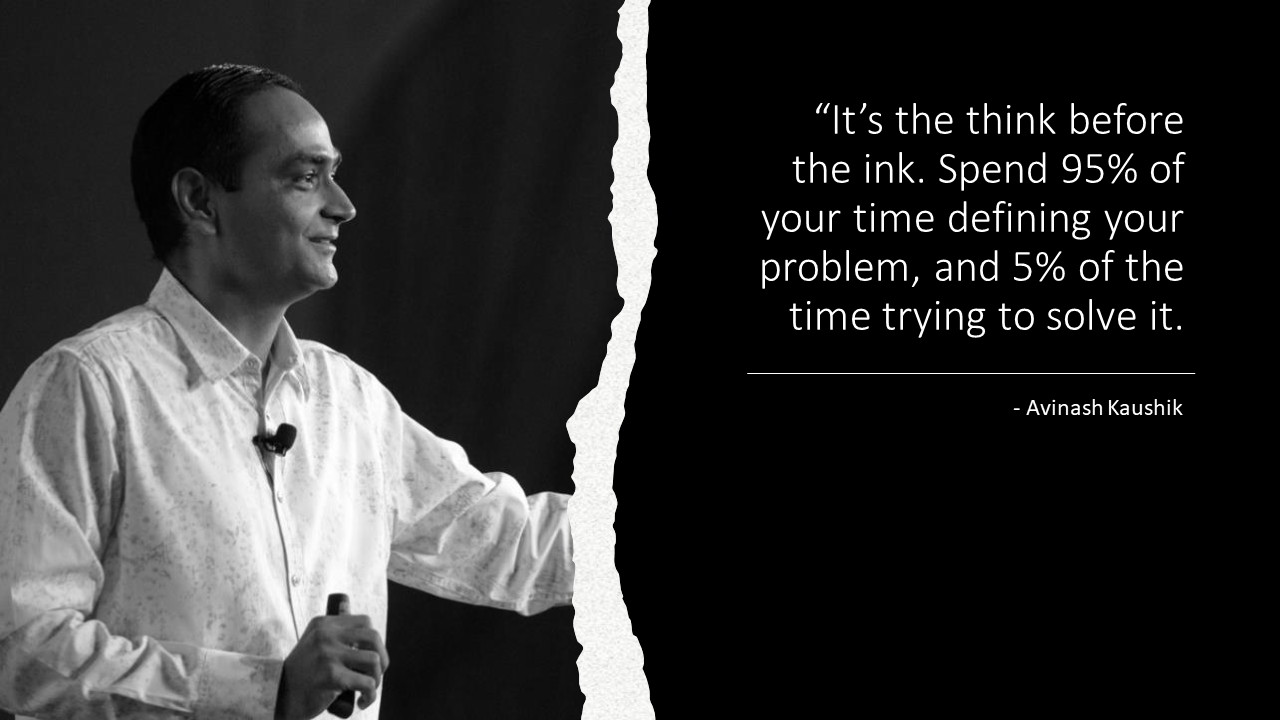 “It’s the think before
the ink. Spend 95% of
your time defining your
problem, and 5% of the
time trying to solve it.
- Avinash Kaushik